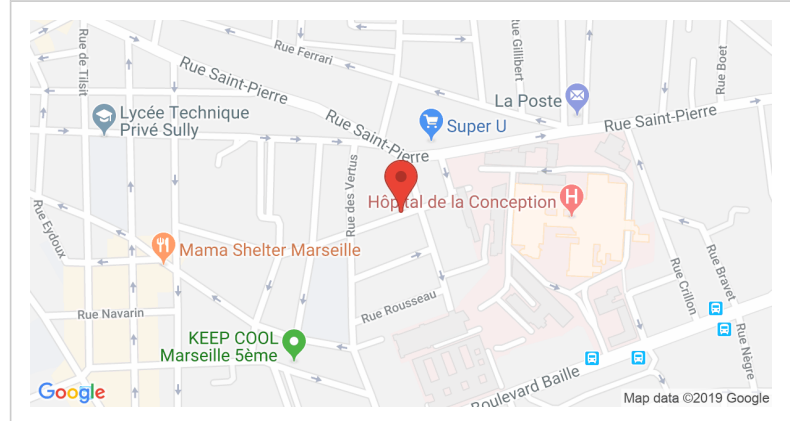 Rue de Tilsit
Rue Ferrari
Rue Gillibert
Rue Boet
Rue Saint-Pierre
La Poste
Lycée Technique
Privé Sully
Super U
Rue Saint-Pierre
Rue Saint-Pierre
Rue des Vertus
Hôpital de la Conception
H
Rue Eydoux
Mama Shelter Marseille
Rue Crillon
Rue Bravet
Rue Navarin
Rue Rousseau
KEEP COOL
Marseille 5ème
Rue Nègre
Boulevard Baille
Google
Map data ©2019 Google